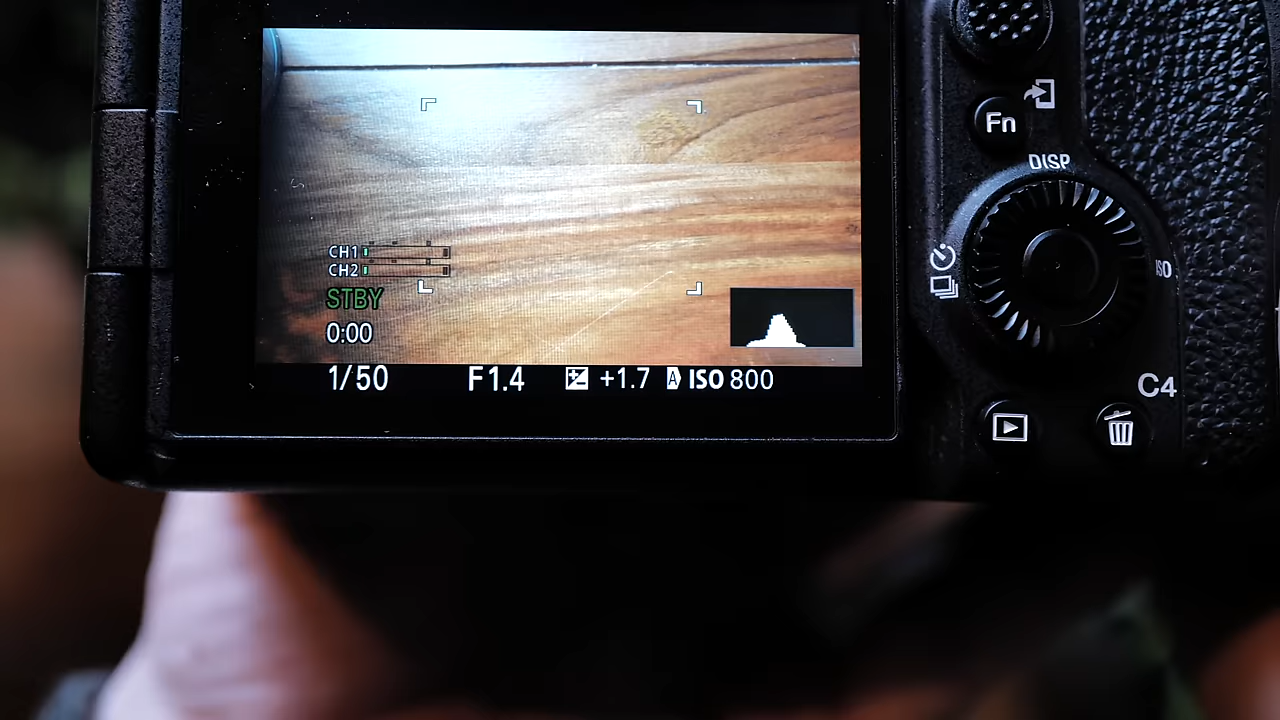 Fn
DISP
CH1
CH2
STBY
0:00
ISO
1/50 F1.4 +1.7 A ISO 800
C4